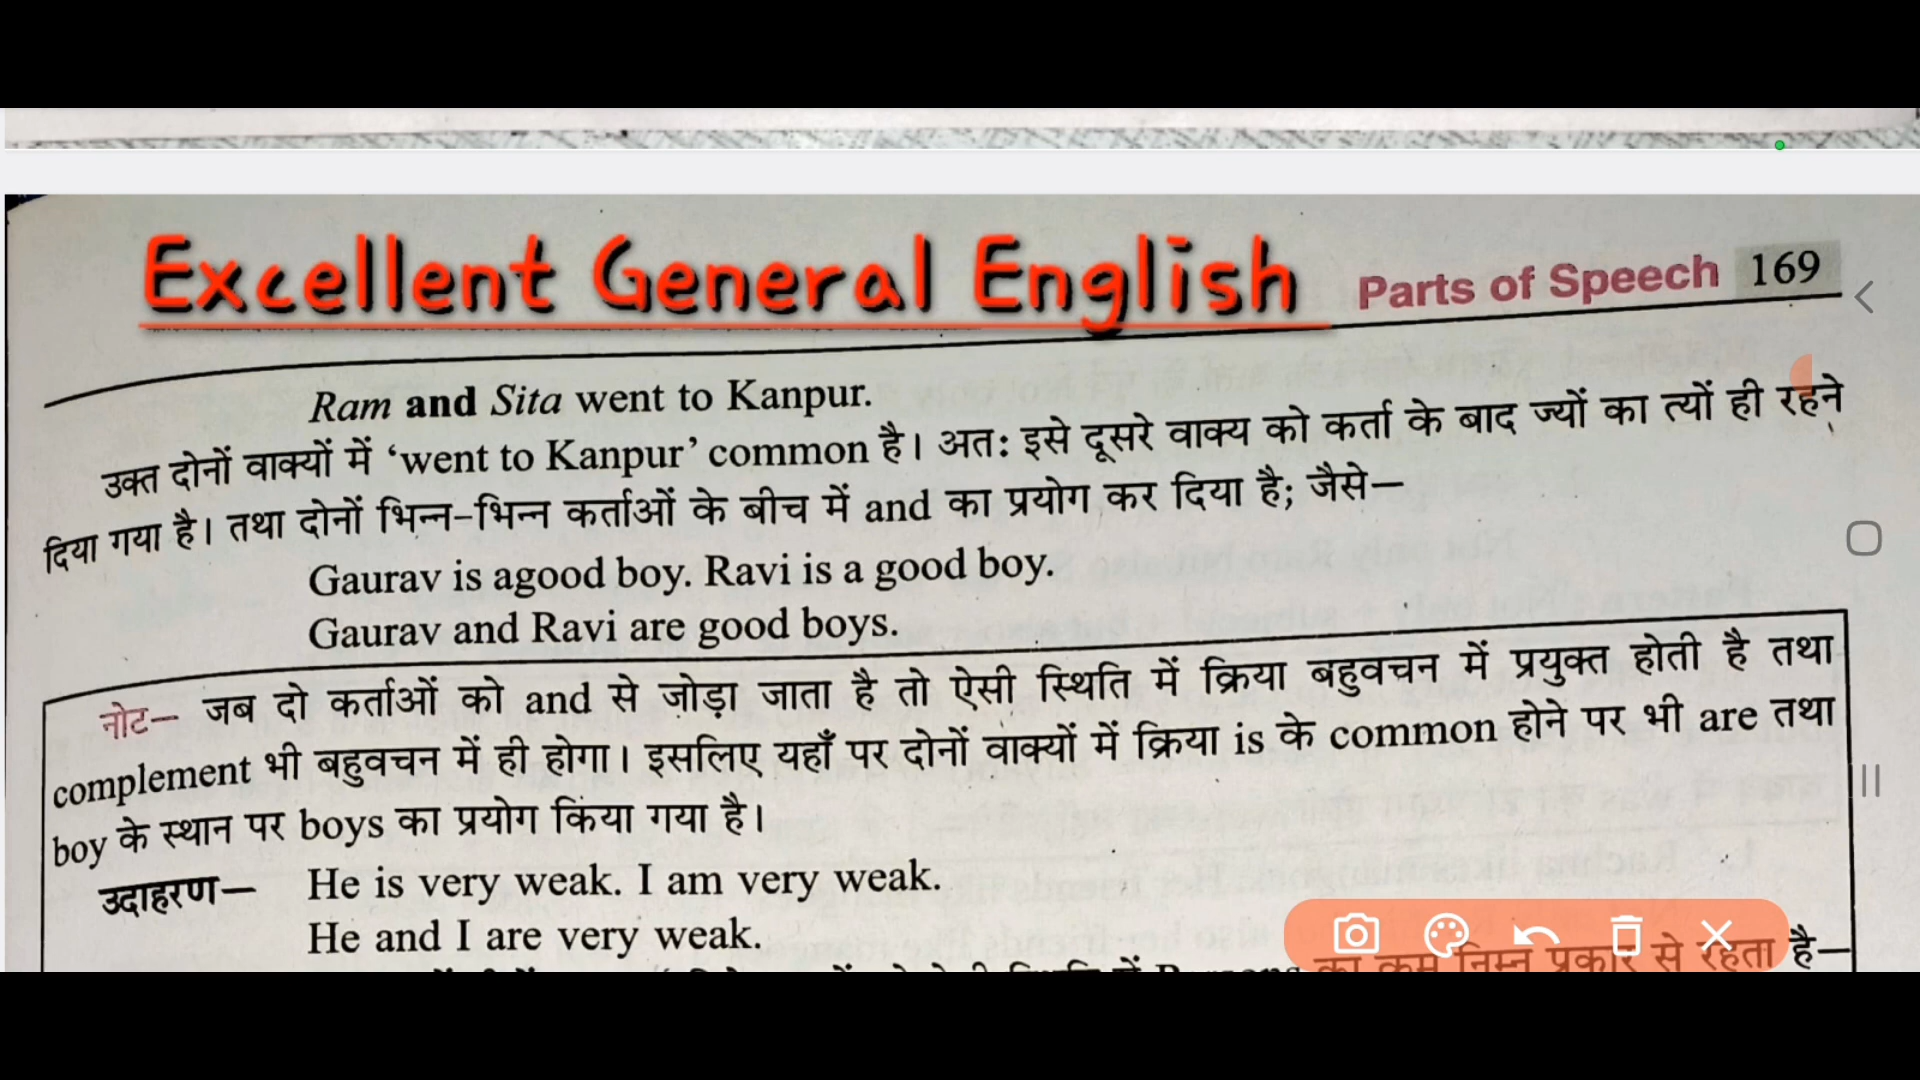 Excellent General English Parts of Speech 169
Ram and Sita went to Kanpur.
उक्त दोनों वाक्यों में ‘went to Kanpur’ common है। अत: इसे दूसरे वाक्य को कर्ता के बाद ज्यों का त्यों ही रहने
दिया गया है। तथा दोनों भिन्न-भिन्न कर्ताओं के बीच में and का प्रयोग कर दिया है; जैसे—
Gaurav is agood boy. Ravi is a good boy.
Gaurav and Ravi are good boys.
नोट— जब दो कर्ताओं को and से जोड़ा जाता है तो ऐसी स्थिति में क्रिया बहुवचन में प्रयुक्त होती है तथा
complement भी बहुवचन में ही होगा। इसलिए यहाँ पर दोनों वाक्यों में क्रिया is के common होने पर भी are तथा
boy के स्थान पर boys का प्रयोग किया गया है।
उदाहरण— He is very weak. I am very weak.
He and I are very weak.
का क्रम निम्न प्रकार से रहता है—